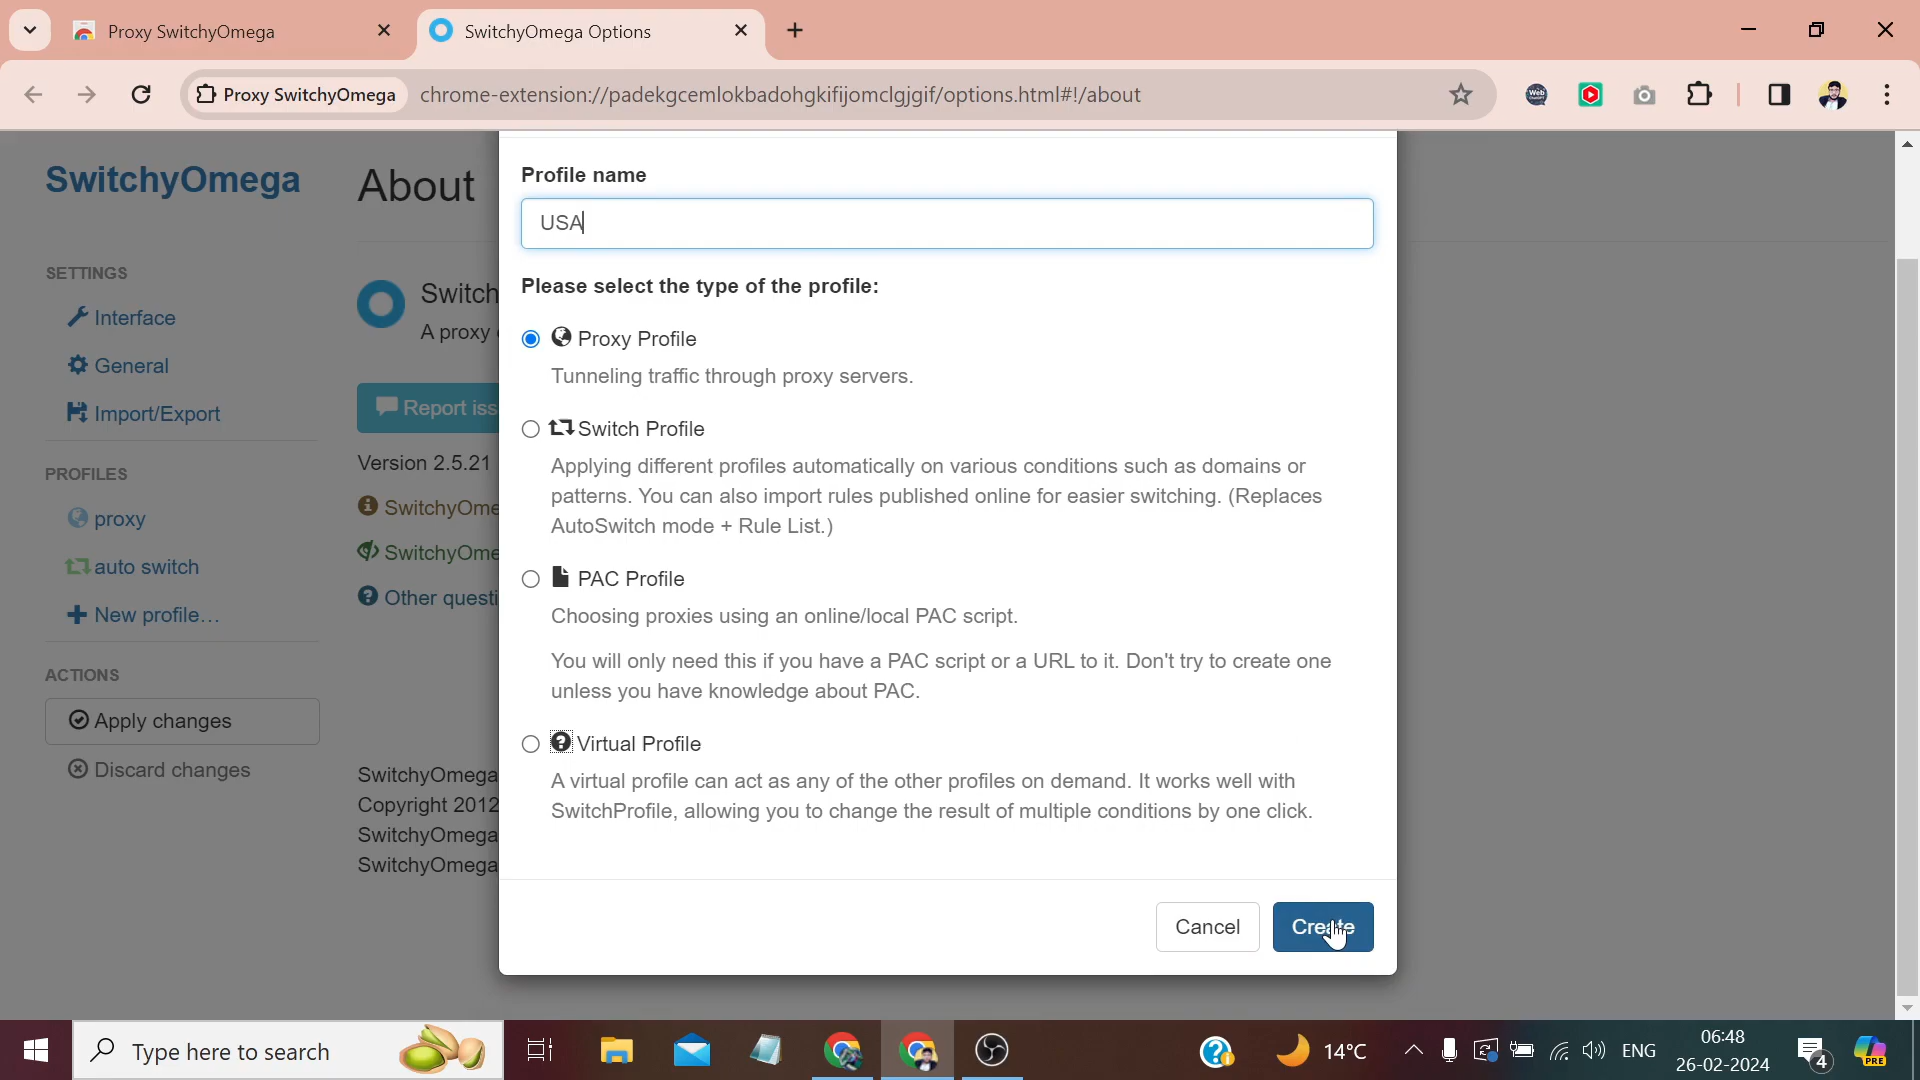 Proxy SwitchyOmega
SwitchyOmega Options
Proxy SwitchyOmega
chrome-extension://padekgcemlokbadohgkifijomclgjgif/options.html#!/about
SwitchyOmega
About
SETTINGS
Interface
General
Import/Export
PROFILES
proxy
auto switch
New profile…
ACTIONS
Apply changes
Discard changes
Switch
A proxy
Report iss
Version 2.5.21
SwitchyOme
SwitchyOme
Other questi
SwitchyOmega
Copyright 2012
SwitchyOmega
SwitchyOmega
Profile name
USA
Please select the type of the profile:
Proxy Profile
Tunneling traffic through proxy servers.
Switch Profile
Applying different profiles automatically on various conditions such as domains or
patterns. You can also import rules published online for easier switching. (Replaces
AutoSwitch mode + Rule List.)
PAC Profile
Choosing proxies using an online/local PAC script.
You will only need this if you have a PAC script or a URL to it. Don't try to create one
unless you have knowledge about PAC.
Virtual Profile
A virtual profile can act as any of the other profiles on demand. It works well with
SwitchProfile, allowing you to change the result of multiple conditions by one click.
Cancel
Create
Type here to search
14°C
ENG
06:48
26-02-2024
4
PRE